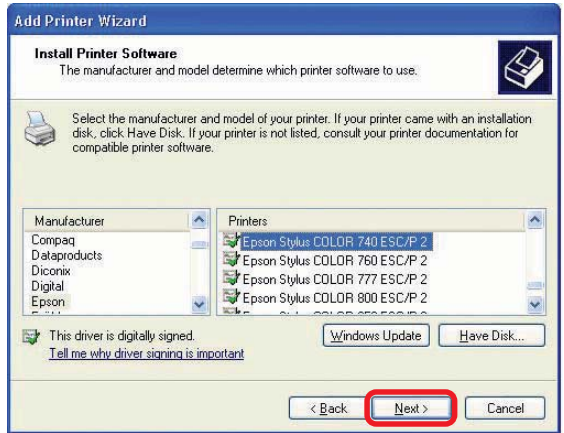 Add Printer Wizard
Install Printer Software
The manufacturer and model determine which printer software to use.
Select the manufacturer and model of your printer. If your printer came with an installation
disk, click Have Disk. If your printer is not listed, consult your printer documentation for
compatible printer software.
Manufacturer
Compaq
Dataproducts
Diconix
Digital
Epson
Printers
Epson Stylus COLOR 740 ESC/P 2
Epson Stylus COLOR 760 ESC/P 2
Epson Stylus COLOR 777 ESC/P 2
Epson Stylus COLOR 800 ESC/P 2
This driver is digitally signed.
Tell me why driver signing is important
Windows Update
Have Disk...
< Back
Next >
Cancel